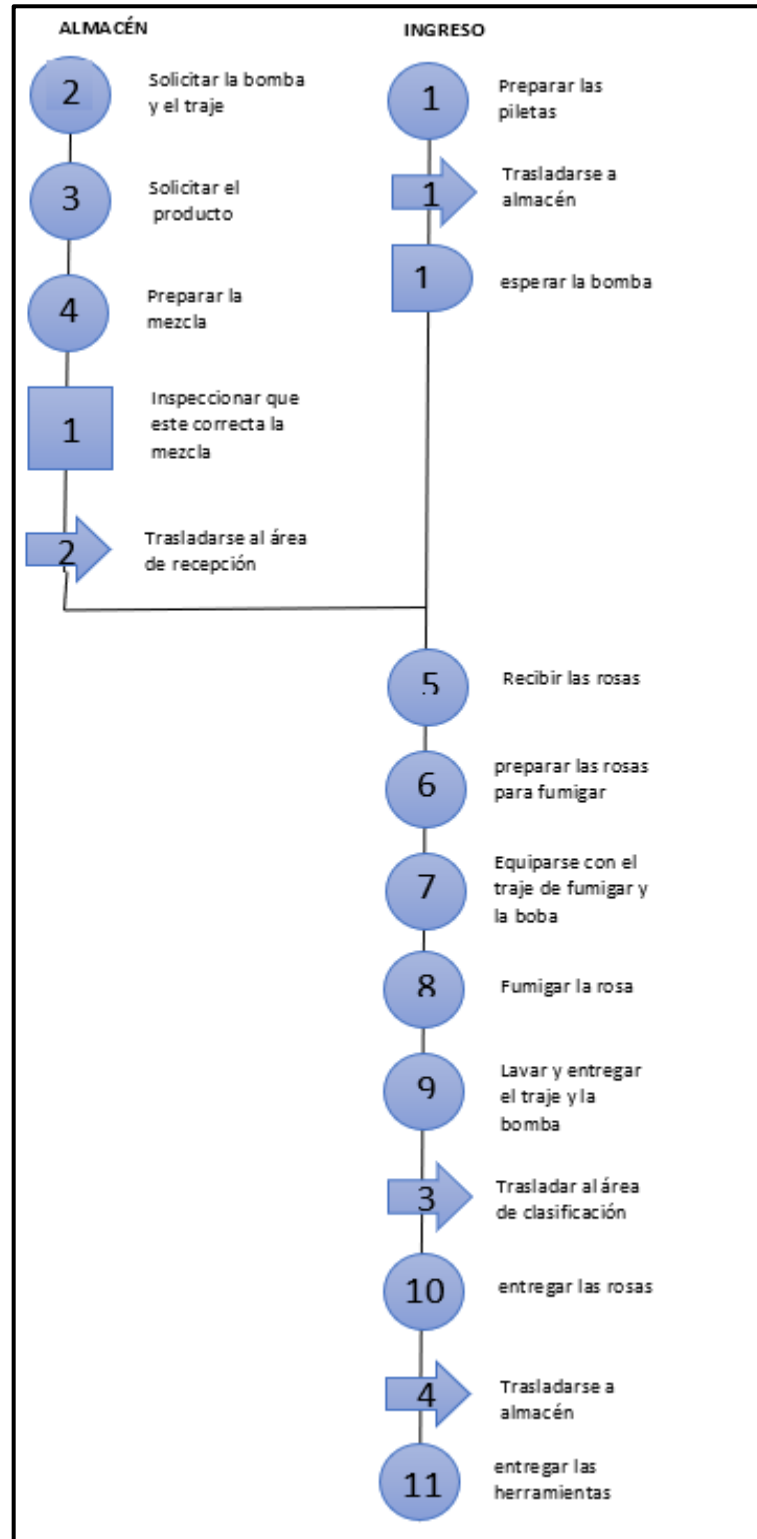 ALMACÉN
2
Solicitar la bomba
y el traje
3
Solicitar el
producto
4
Preparar la
mezcla
1
Inspeccionar que
este correcta la
mezcla
2
Trasladarse al área
de recepción
INGRESO
1
Preparar las
piletas
1
Trasladarse a
almacén
1
esperar la bomba
5
Recibir las rosas
6
preparar las rosas
para fumigar
7
Equiparse con el
traje de fumigar y
la boba
8
Fumigar la rosa
9
Lavar y entregar
el traje y la
bomba
3
Trasladar al área
de clasificación
10
entregar las rosas
4
Trasladarse a
almacén
11
entregar las
herramientas